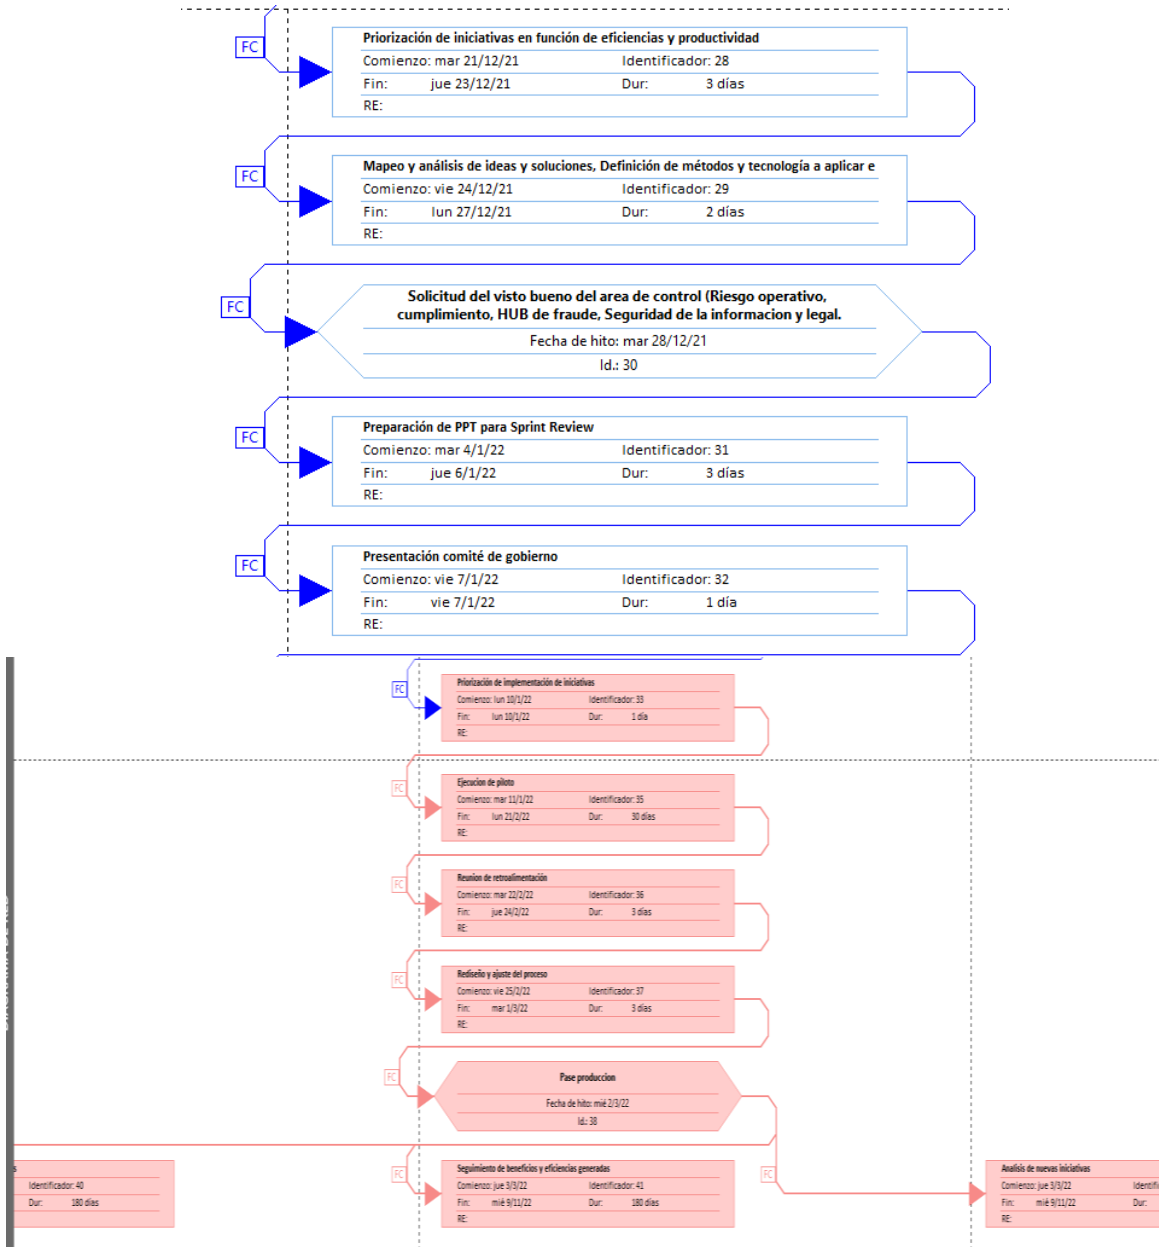 FC
Priorización de iniciativas en función de eficiencias y productividad
Comienzo: mar 21/12/21 Identificador: 28
Fin: jue 23/12/21 Dur: 3 días
RE:
FC
Mapeo y análisis de ideas y soluciones, Definición de métodos y tecnología a aplicar e
Comienzo: vie 24/12/21 Identificador: 29
Fin: lun 27/12/21 Dur: 2 días
RE:
FC
Solicitud del visto bueno del area de control (Riesgo operativo,
cumplimiento, HUB de fraude, Seguridad de la informacion y legal.
Fecha de hito: mar 28/12/21
Id.: 30
FC
Preparación de PPT para Sprint Review
Comienzo: mar 4/1/22 Identificador: 31
Fin: jue 6/1/22 Dur: 3 días
RE:
FC
Presentación comité de gobierno
Comienzo: vie 7/1/22 Identificador: 32
Fin: vie 7/1/22 Dur: 1 día
RE:
FC
Priorización de implementación de iniciativas
Comienzo: lun 10/1/22 Identificador: 33
Fin: lun 10/1/22 Dur: 1 día
RE:
FC
Ejecucion de piloto
Comienzo: mar 11/1/22 Identificador: 35
Fin: lun 21/2/22 Dur: 30 días
RE:
FC
Reunion de retroalimentación
Comienzo: mar 22/2/22 Identificador: 36
Fin: jue 24/2/22 Dur: 3 días
RE:
FC
Rediseño y ajuste del proceso
Comienzo: vie 25/2/22 Identificador: 37
Fin: mar 1/3/22 Dur: 3 días
RE:
FC
Pase produccion
Fecha de hito: mié 2/3/22
Id.: 38
s
Identificador: 40
Dur: 180 días
FC
Seguimiento de beneficios y eficiencias generadas
Comienzo: jue 3/3/22 Identificador: 41
Fin: mié 9/11/22 Dur: 180 días
RE:
FC
Analisis de nuevas iniciativas
Comienzo: jue 3/3/22 Identifi
Fin: mié 9/11/22 Dur:
RE: